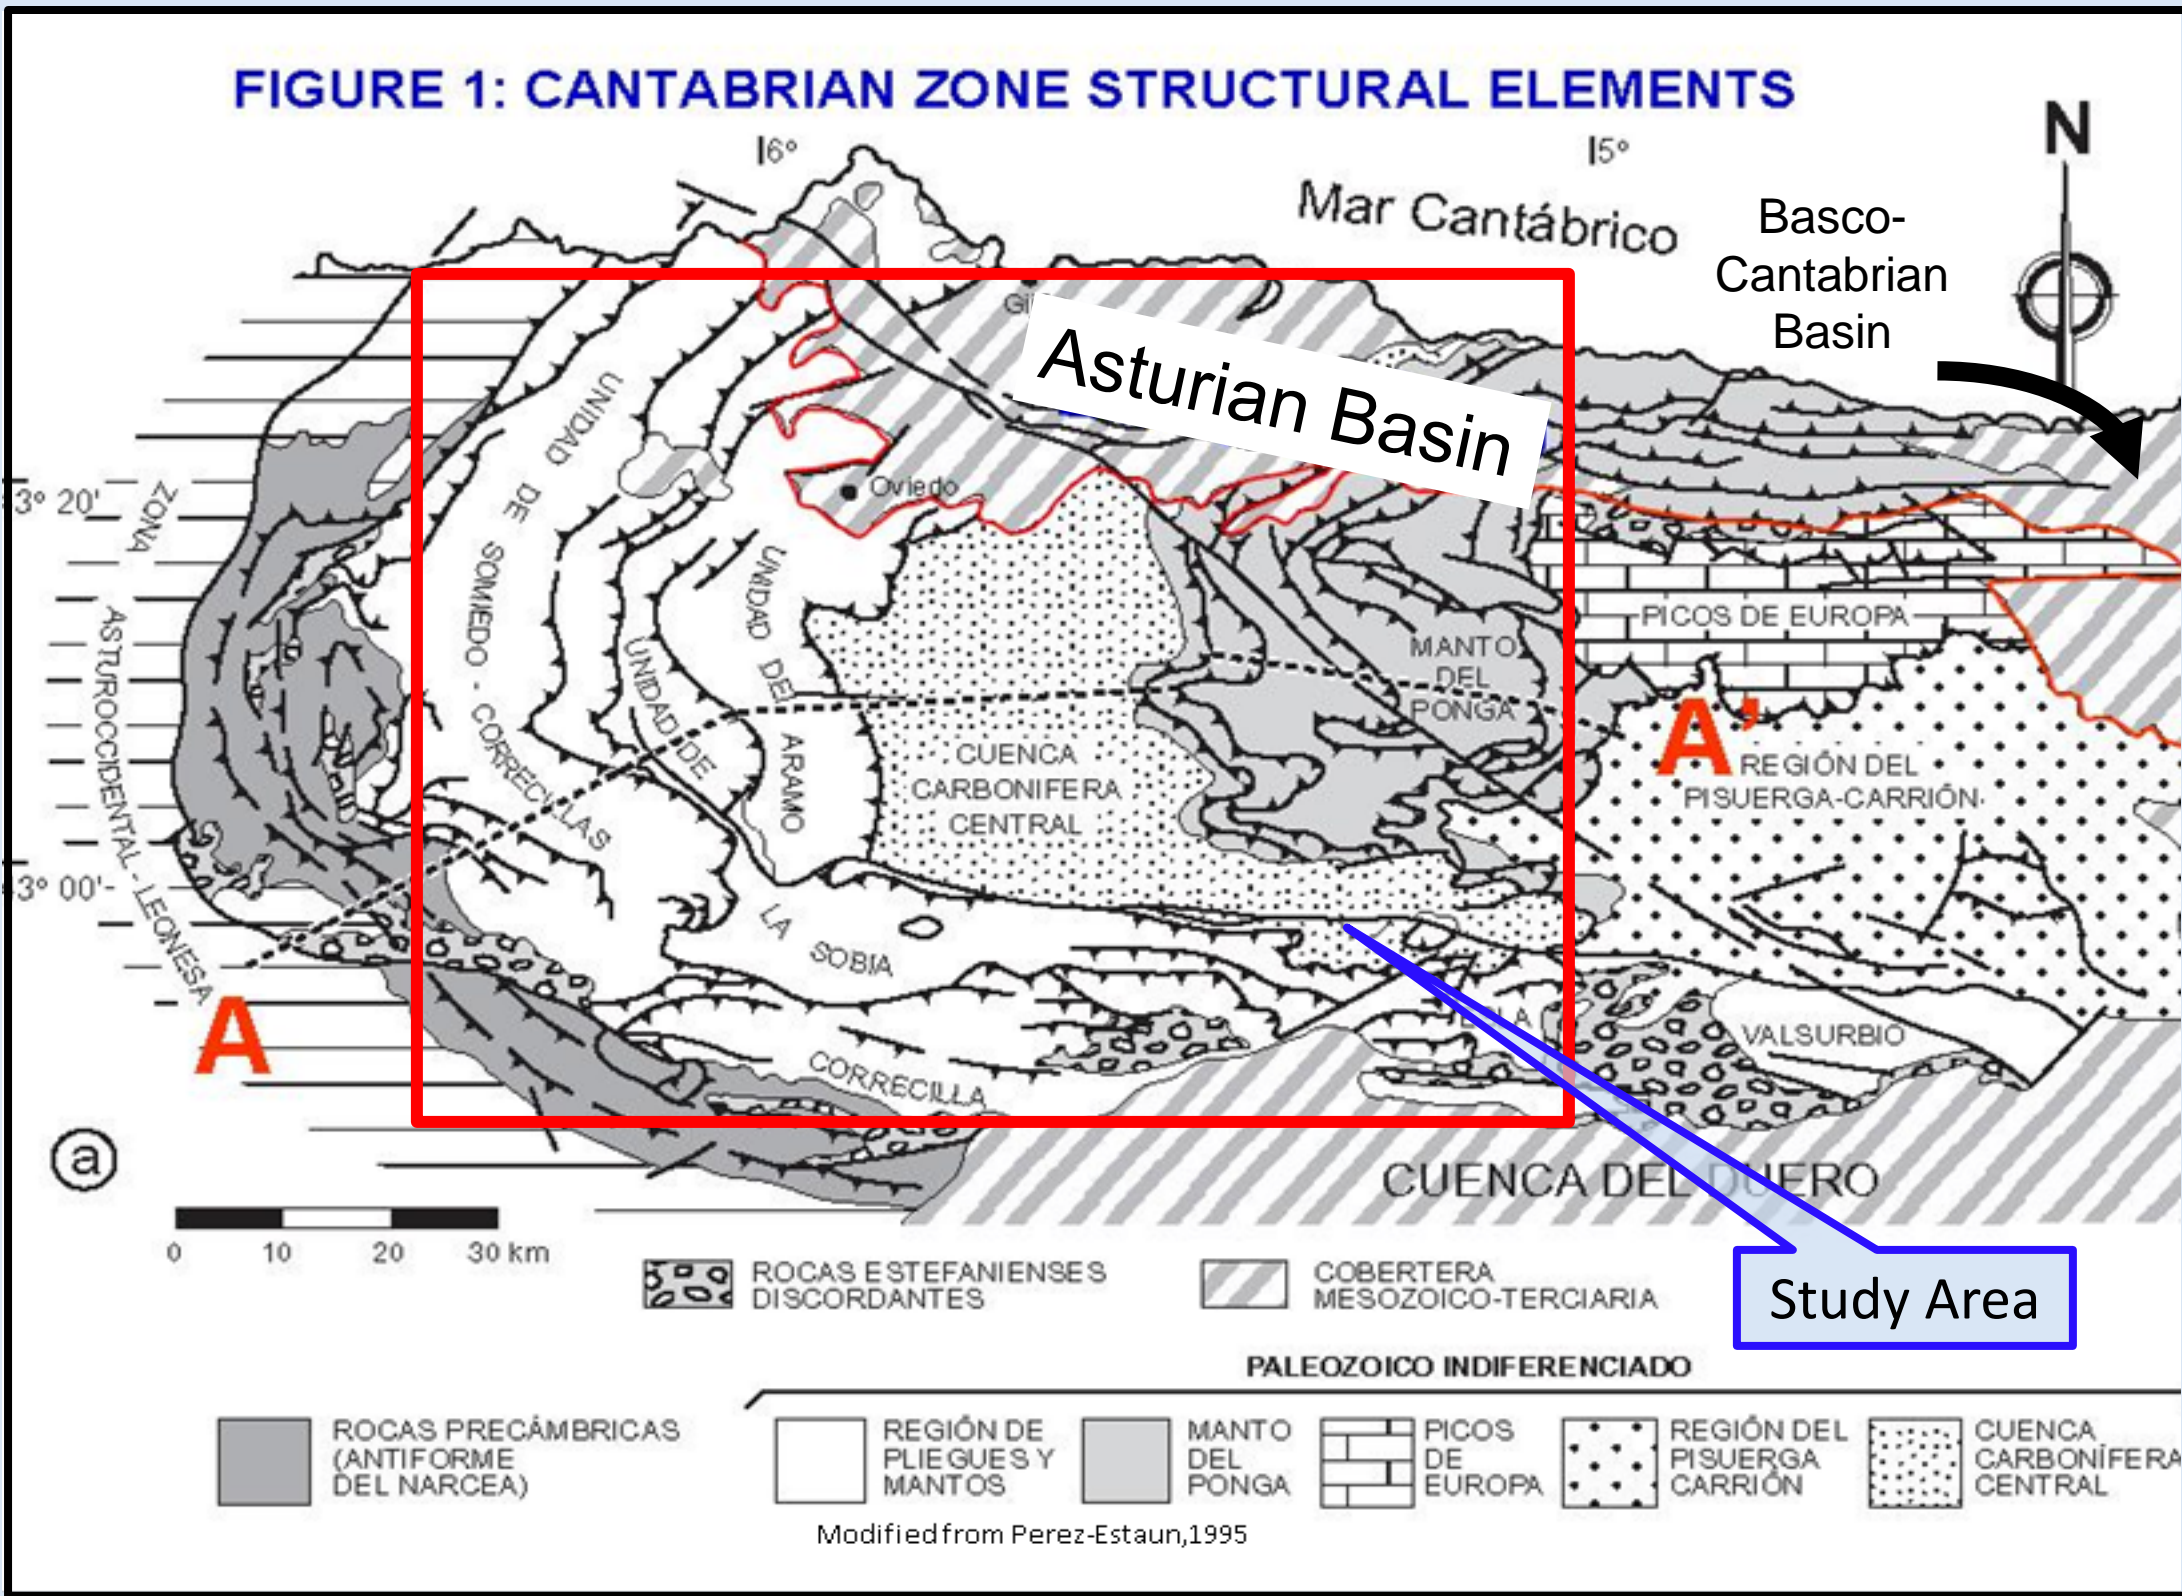 FIGURE 1: CANTABRIAN ZONE STRUCTURAL ELEMENTS
6°
5°
N
Mar Cantábrico
Basco-
Cantabrian
Basin
Asturian Basin
Oviedo
3° 20'
3° 00'
ZONA
ASTUROCCIDENTAL - LEONESA
UNIDAD DE SOMIEDO - CORRECILLAS
UNIDAD DE
LA SOBIA
UNIDAD DEL ARAMO
CUENCA
CARBONIFERA
CENTRAL
MANTO
DEL
PONGA
PICOS DE EUROPA
A'
REGIÓN DEL
PISUERGA-CARRIÓN
A
CORRECILLA
VALSURBIO
CUENCA DEL DUERO
a
0 10 20 30 km
ROCAS ESTEFANIENSES
DISCORDANTES
COBERTERA
MESOZOICO-TERCIARIA
Study Area
PALEOZOICO INDIFERENCIADO
ROCAS PRECÁMBRICAS
(ANTIFORME
DEL NARCEA)
REGIÓN DE
PLIEGUES Y
MANTOS
MANTO
DEL
PONGA
PICOS
DE
EUROPA
REGIÓN DEL
PISUERGA
CARRIÓN
CUENCA
CARBONÍFERA
CENTRAL
Modified from Perez-Estaun,1995